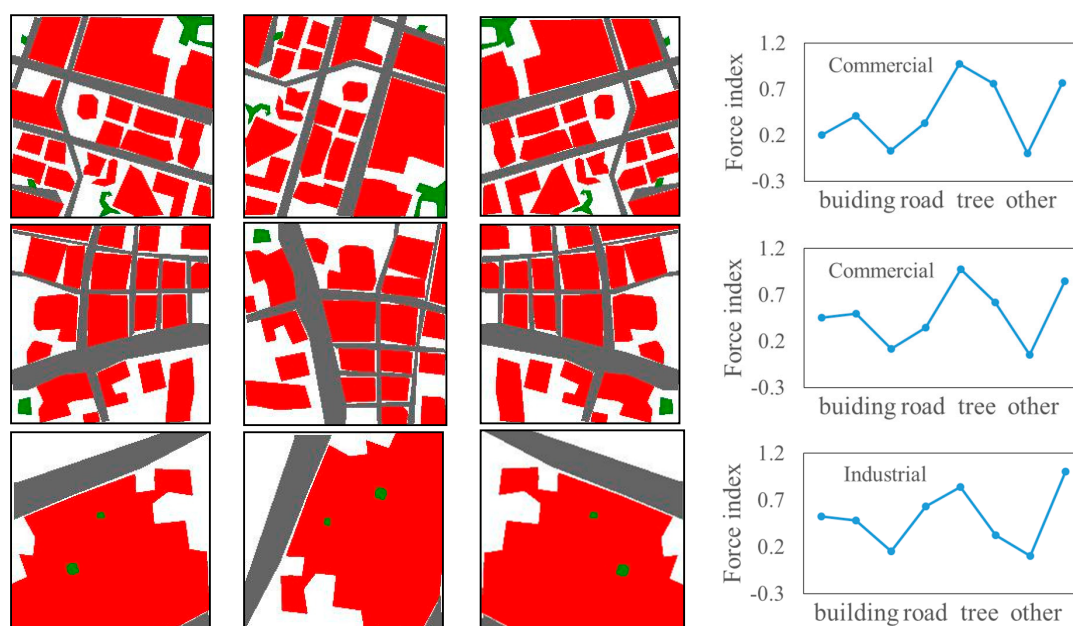 1.2
0.7
0.2
-0.3
Force index
Commercial
buiding road tree other
1.2
0.7
0.2
-0.3
Force index
Commercial
buiding road tree other
1.2
0.7
0.2
-0.3
Force index
Industrial
building road tree other